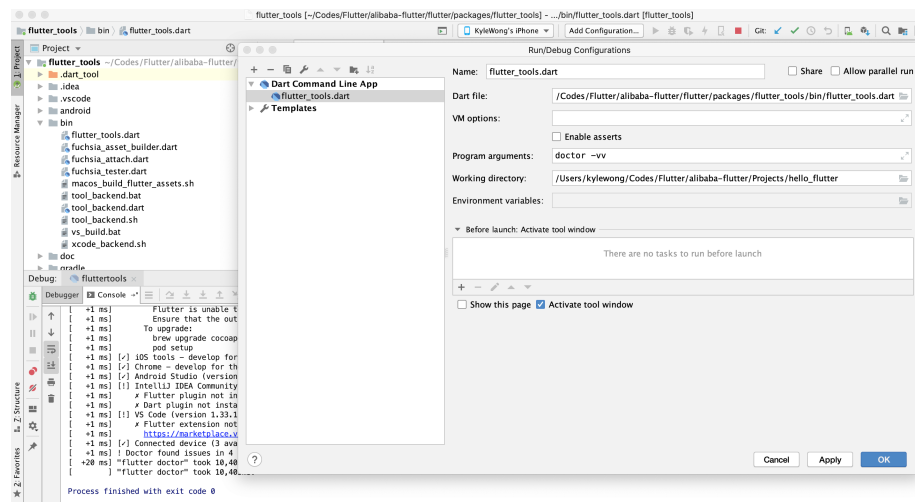 flutter_tools [~/Codes/Flutter/alibaba-flutter/flutter/packages/flutter_tools] - .../bin/flutter_tools.dart [flutter_tools]
flutter_tools
bin
flutter_tools.dart
KyleWong's iPhone
Add Configuration...
Git:
1: Project
Resource Manager
Z: Structure
2: Favorites
Project
flutter_tools ~/Codes/Flutter/alibaba-flutter/
.dart_tool
.idea
.vscode
android
bin
flutter_tools.dart
fuchsia_asset_builder.dart
fuchsia_attach.dart
fuchsia_tester.dart
macos_build_flutter_assets.sh
tool_backend.bat
tool_backend.dart
tool_backend.sh
vs_build.bat
xcode_backend.sh
doc
gradle
Debug: fluttertools
Debugger Console
[ +1 ms] Flutter is unable t
[ +1 ms] Ensure that the out
[ +1 ms] To upgrade:
[ +1 ms] brew upgrade cocoap
[ +1 ms] pod setup
[ +1 ms] [✓] iOS tools - develop for
[ +1 ms] [✓] Chrome - develop for th
[ +1 ms] [✓] Android Studio (version
[ +1 ms] [!] IntelliJ IDEA Community
[ +1 ms] ✗ Flutter plugin not in
[ +1 ms] ✗ Dart plugin not insta
[ +1 ms] [!] VS Code (version 1.33.1
[ +1 ms] ✗ Flutter extension not
[ +1 ms] https://marketplace.v
[ +1 ms] [✓] Connected device (3 ava
[ +1 ms] ! Doctor found issues in 4
[ +20 ms] "flutter doctor" took 10,40
[ ] "flutter doctor" took 10,40
Process finished with exit code 0
Run/Debug Configurations
Dart Command Line App
flutter_tools.dart
Templates
Name: flutter_tools.dart
Share
Allow parallel run
Dart file: /Codes/Flutter/alibaba-flutter/flutter/packages/flutter_tools/bin/flutter_tools.dart
VM options:
Enable asserts
Program arguments: doctor -vv
Working directory: /Users/kylewong/Codes/Flutter/alibaba-flutter/Projects/hello_flutter
Environment variables:
Before launch: Activate tool window
There are no tasks to run before launch
Show this page
Activate tool window
?
Cancel
Apply
OK